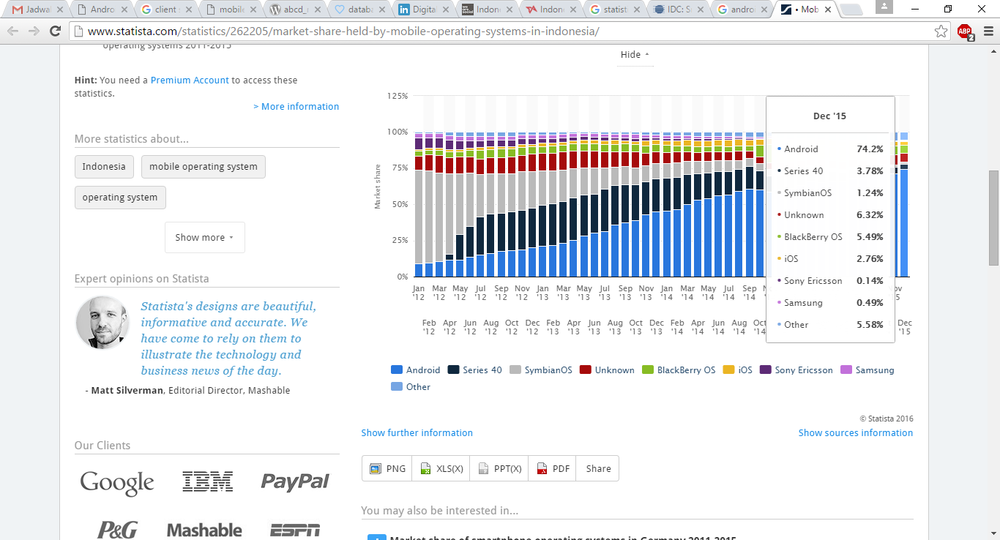 Jadwal
Andro
client
mobile
abcd_
databa
Digita
Indon
Indon
statist
IDC: S
andro
• Mob
www.statista.com/statistics/262205/market-share-held-by-mobile-operating-systems-in-indonesia/
ABP
2
operating systems 2011-2015
Hint: You need a Premium Account to access these
statistics.
> More information
More statistics about...
Indonesia
mobile operating system
operating system
Show more
Expert opinions on Statista
Statista's designs are beautiful,
informative and accurate. We
have come to rely on them to
illustrate the technology and
business news of the day.
- Matt Silverman, Editorial Director, Mashable
Our Clients
Google IBM PayPal
P&G Mashable ESPN
Hide
Market share
125%
100%
75%
50%
25%
0%
Jan '12 Mar '12 May '12 Jul '12 Sep '12 Nov '12 Jan '13 Mar '13 May '13 Jul '13 Sep '13 Nov '13 Jan '14 Mar '14 May '14 Jul '14 Sep '14
Feb '12 Apr '12 Jun '12 Aug '12 Oct '12 Dec '12 Feb '13 Apr '13 Jun '13 Aug '13 Oct '13 Dec '13 Feb '14 Apr '14 Jun '14 Aug '14 Oct '14 Dec '15
Dec '15
Android 74.2%
Series 40 3.78%
SymbianOS 1.24%
Unknown 6.32%
BlackBerry OS 5.49%
iOS 2.76%
Sony Ericsson 0.14%
Samsung 0.49%
Other 5.58%
Android Series 40 SymbianOS Unknown BlackBerry OS iOS Sony Ericsson Samsung
Other
© Statista 2016
Show further information
Show sources information
PNG XLS(X) PPT(X) PDF Share
You may also be interested in...
Market share of smartphone operating systems in Germany 2011-2015